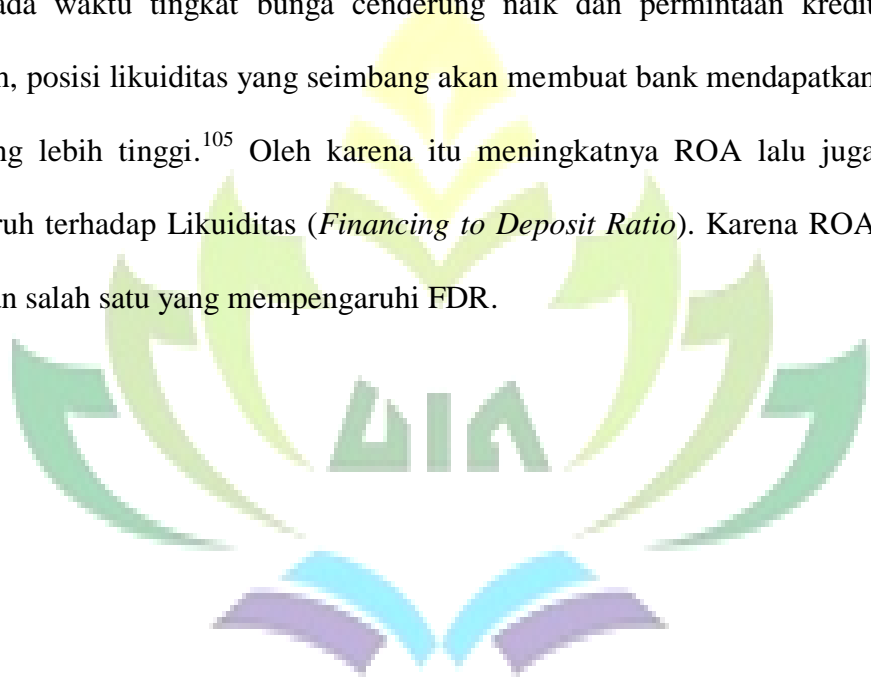 ada waktu tingkat bunga cenderung naik dan permintaan kredit
n, posisi likuiditas yang seimbang akan membuat bank mendapatkan
ng lebih tinggi.105 Oleh karena itu meningkatnya ROA lalu juga
ruh terhadap Likuiditas (Financing to Deposit Ratio). Karena ROA
n salah satu yang mempengaruhi FDR.
UIN